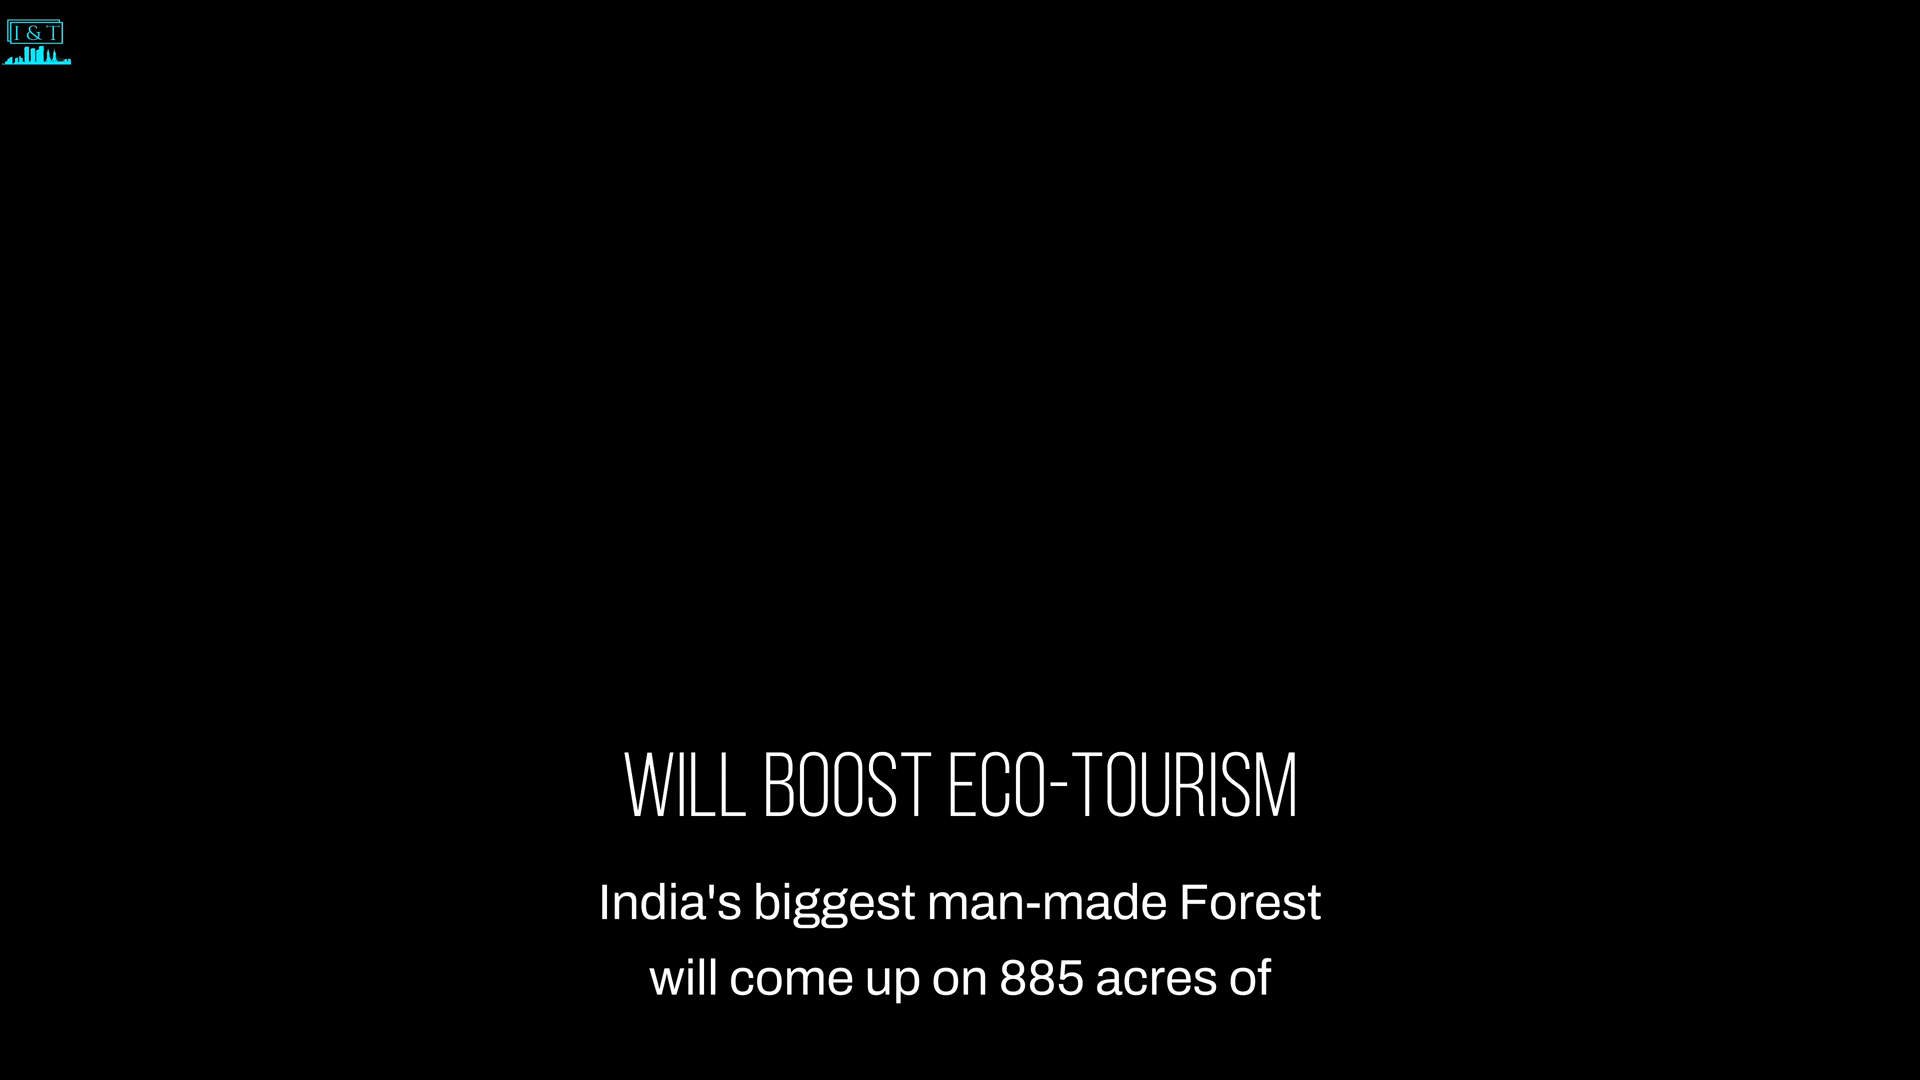 I & T
WILL BOOST ECO-TOURISM
India's biggest man-made Forest
will come up on 885 acres of